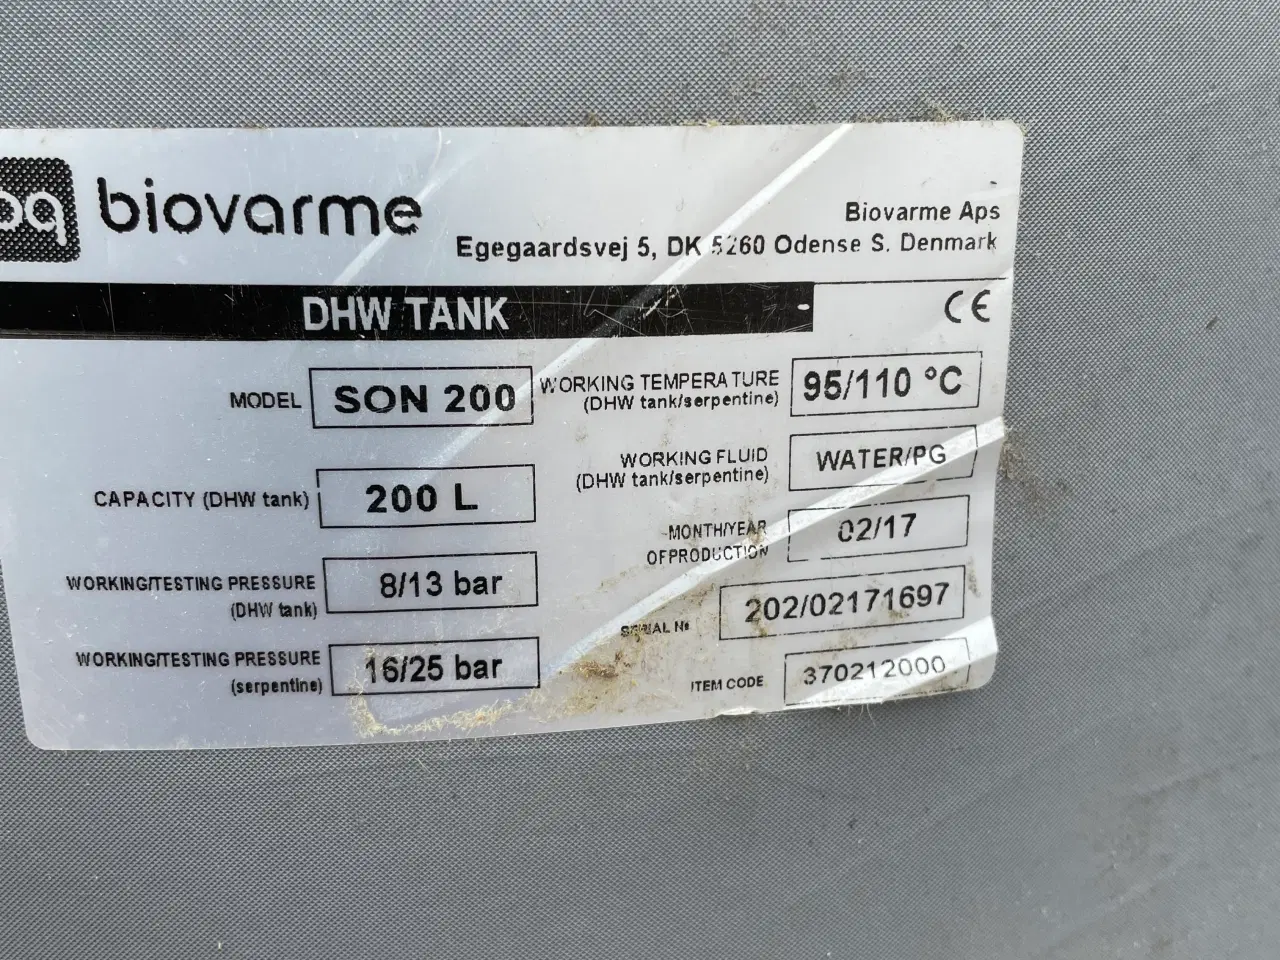 bq biovarme
Biovarme Aps
Egegaardsvej 5, DK 5260 Odense S. Denmark
DHW TANK
CE
MODEL SON 200
WORKING TEMPERATURE 95/110 °C
(DHW tank/serpentine)
CAPACITY (DHW tank) 200 L
WORKING FLUID WATER/PG
(DHW tank/serpentine)
WORKING/TESTING PRESSURE 8/13 bar
(DHW tank)
MONTH/YEAR
OF PRODUCTION 02/17
WORKING/TESTING PRESSURE 16/25 bar
(serpentine)
SERIAL № 202/02171697
ITEM CODE 370212000